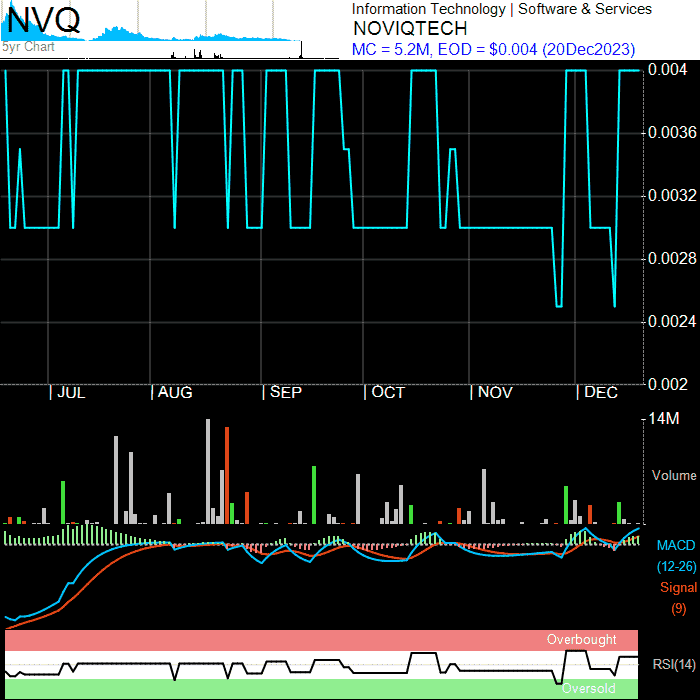 NVQ
5yr Chart
Information Technology | Software & Services
NOVIQTECH
MC = 5.2M, EOD = $0.004 (20Dec2023)
0.004
0.0036
0.0032
0.0028
0.0024
0.002
| JUL | AUG | SEP | OCT | NOV | DEC
14M
Volume
MACD
(12-26)
Signal
(9)
Overbought
RSI(14)
Oversold